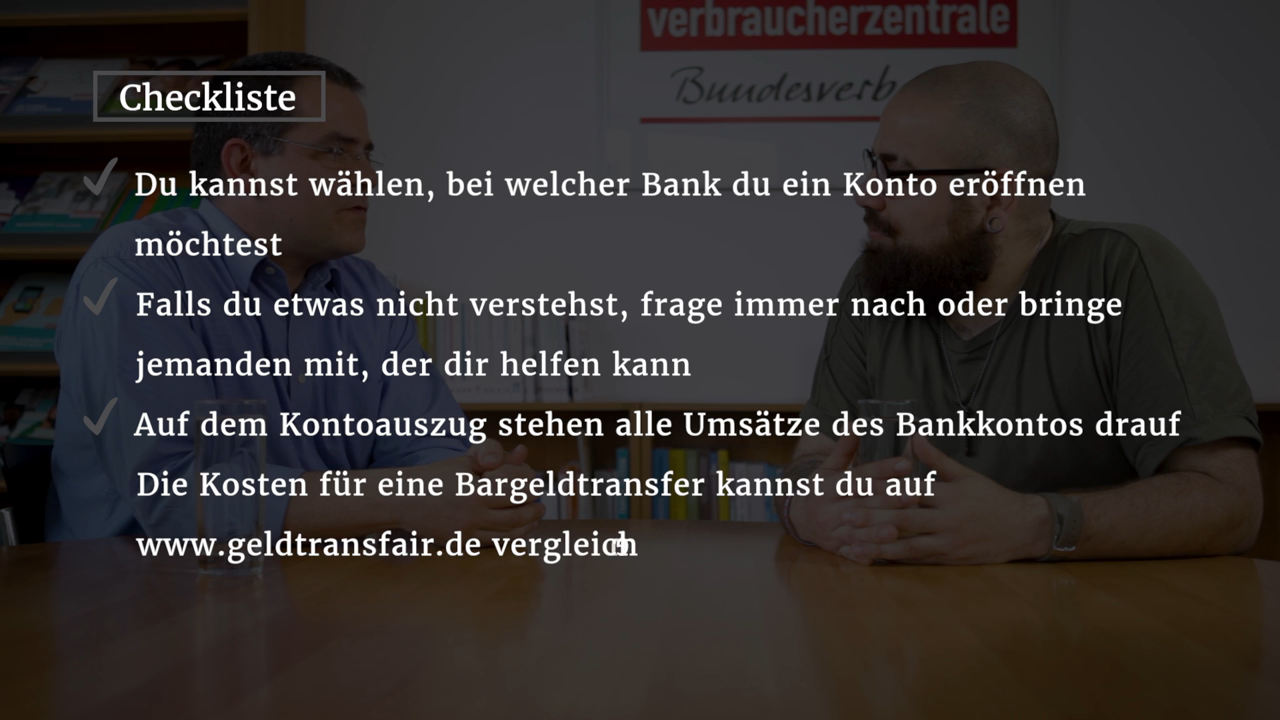 verbraucherzentrale
Bundesverb
Checkliste
Du kannst wählen, bei welcher Bank du ein Konto eröffnen
möchtest
Falls du etwas nicht verstehst, frage immer nach oder bringe
jemanden mit, der dir helfen kann
Auf dem Kontoauszug stehen alle Umsätze des Bankkontos drauf
Die Kosten für eine Bargeldtransfer kannst du auf
www.geldtransfair.de vergleich